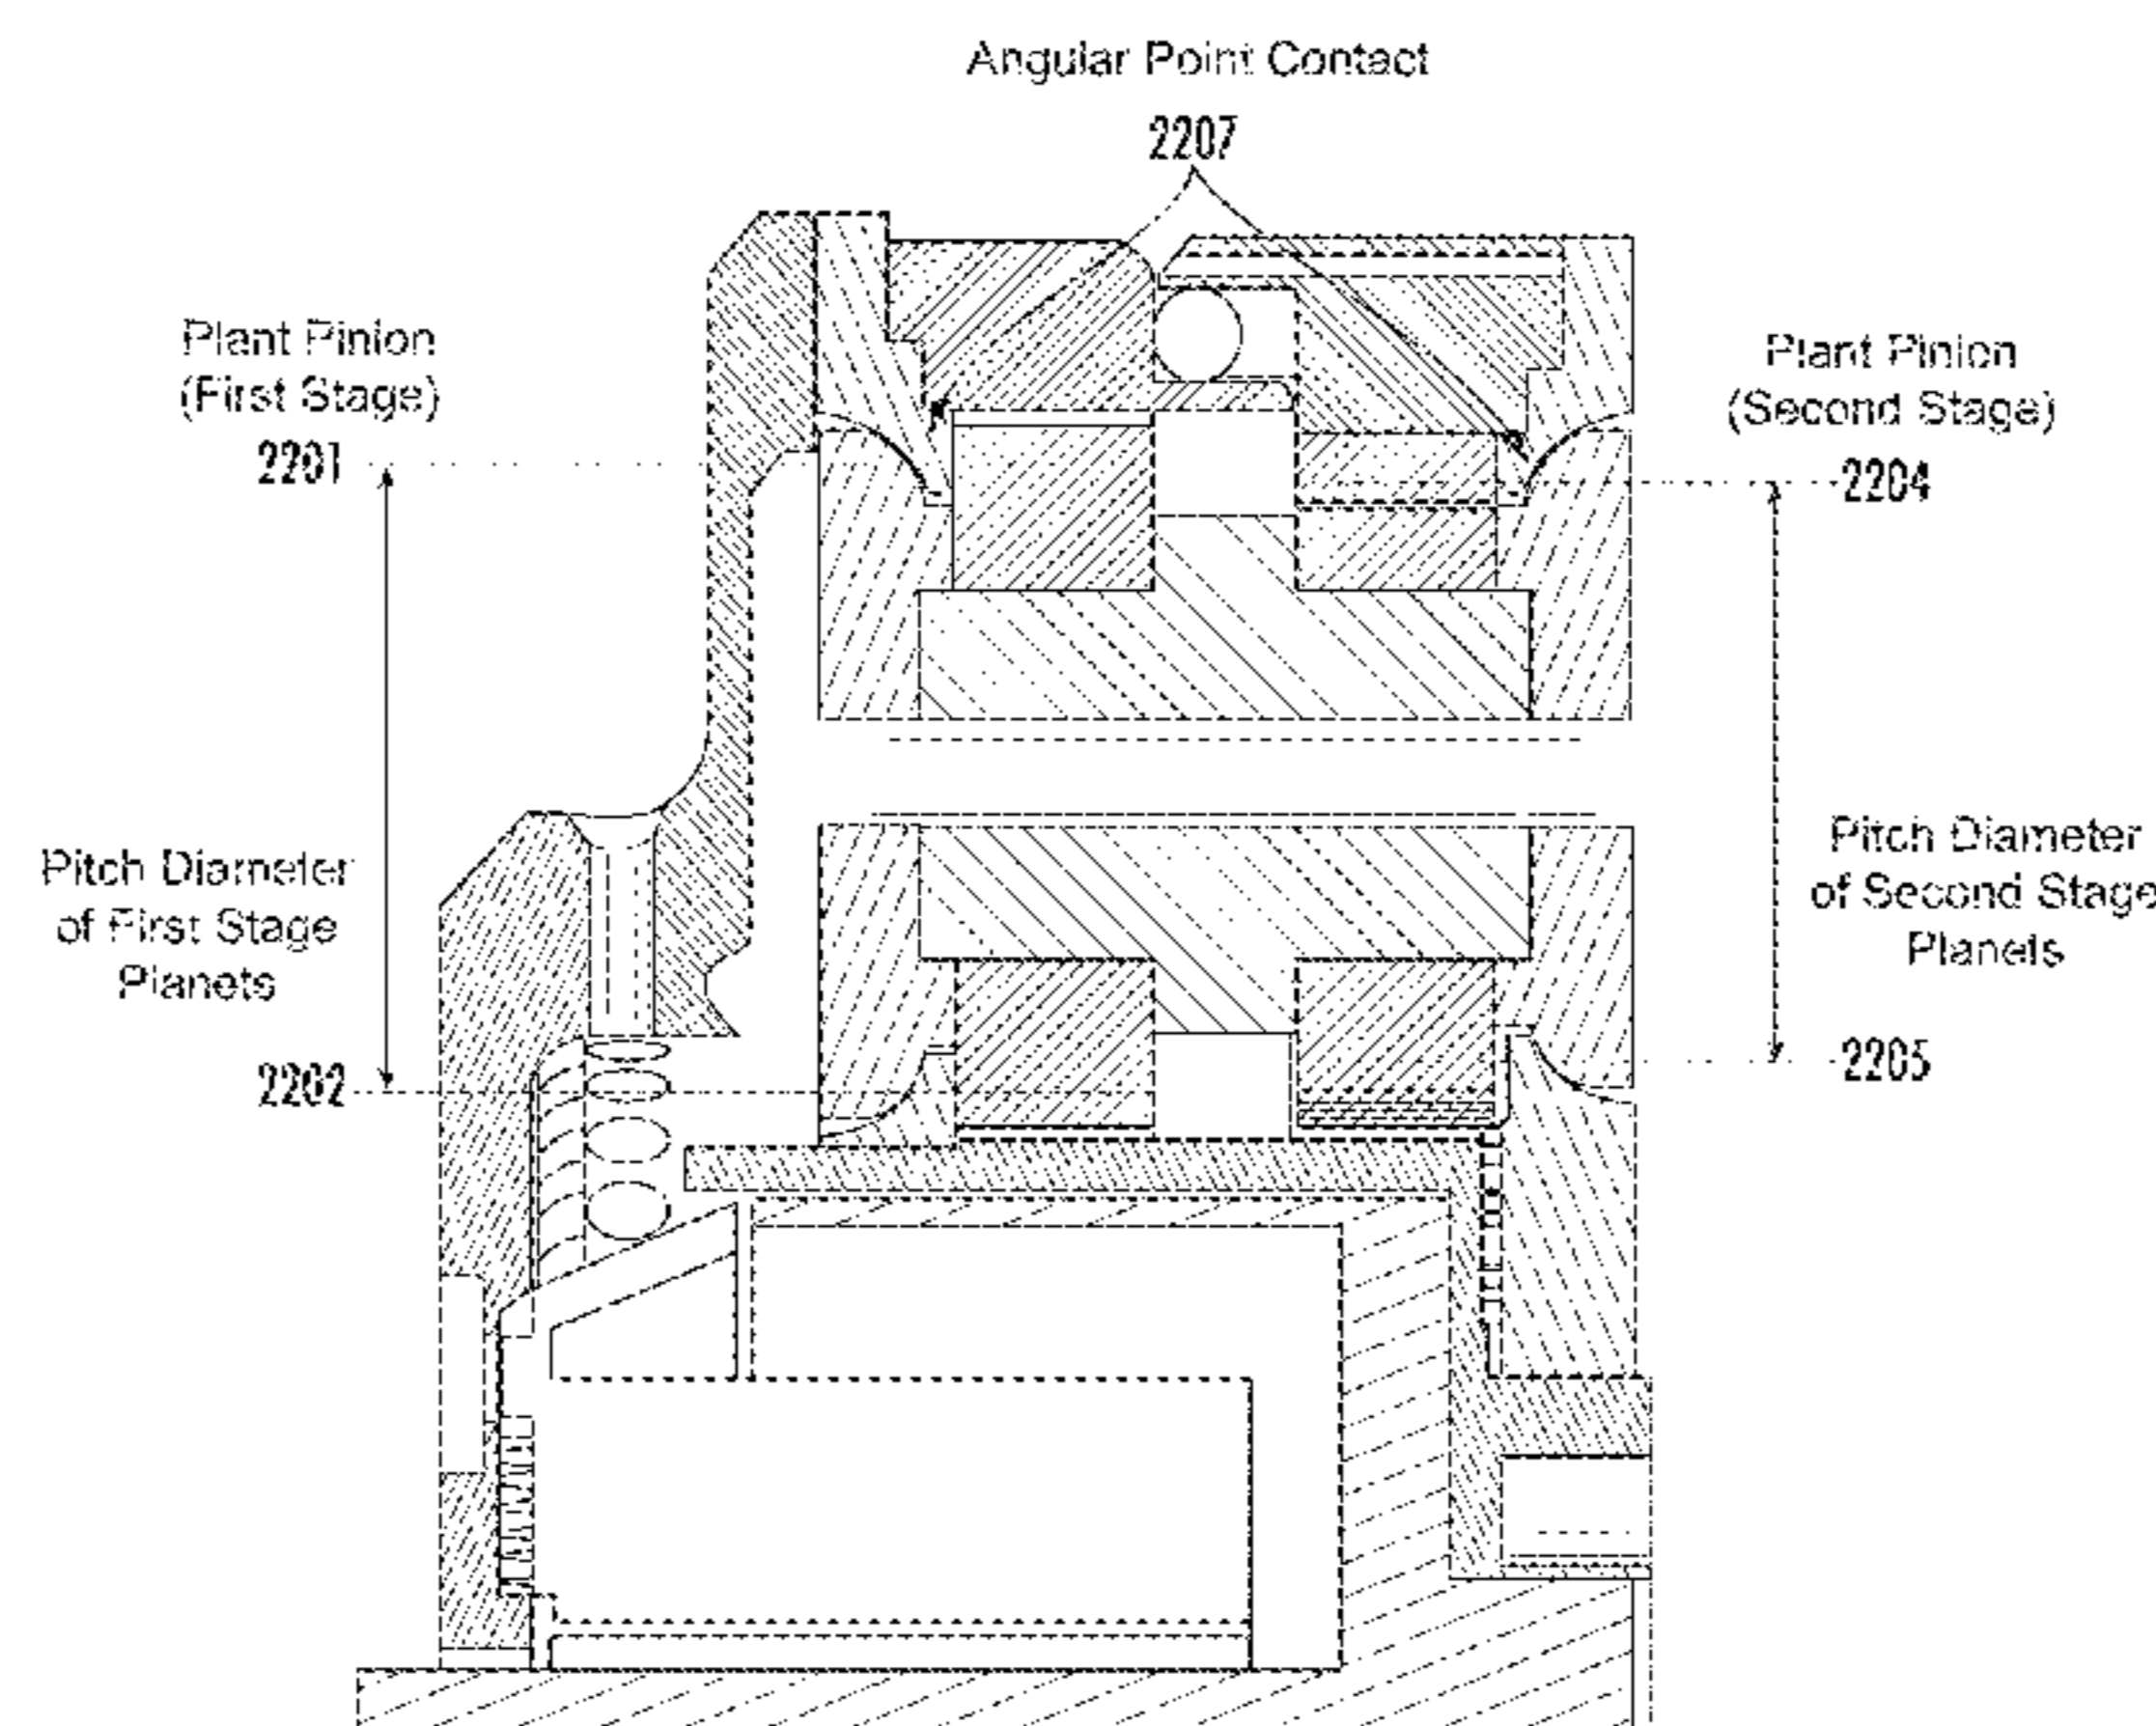 Angular Point Contact
2207
Plant Pinion
(First Stage)
2201
Plant Pinion
(Second Stage)
2204
Pitch Diameter
of First Stage
Planets
2202
Pitch Diameter
of Second Stage
Planets
2205